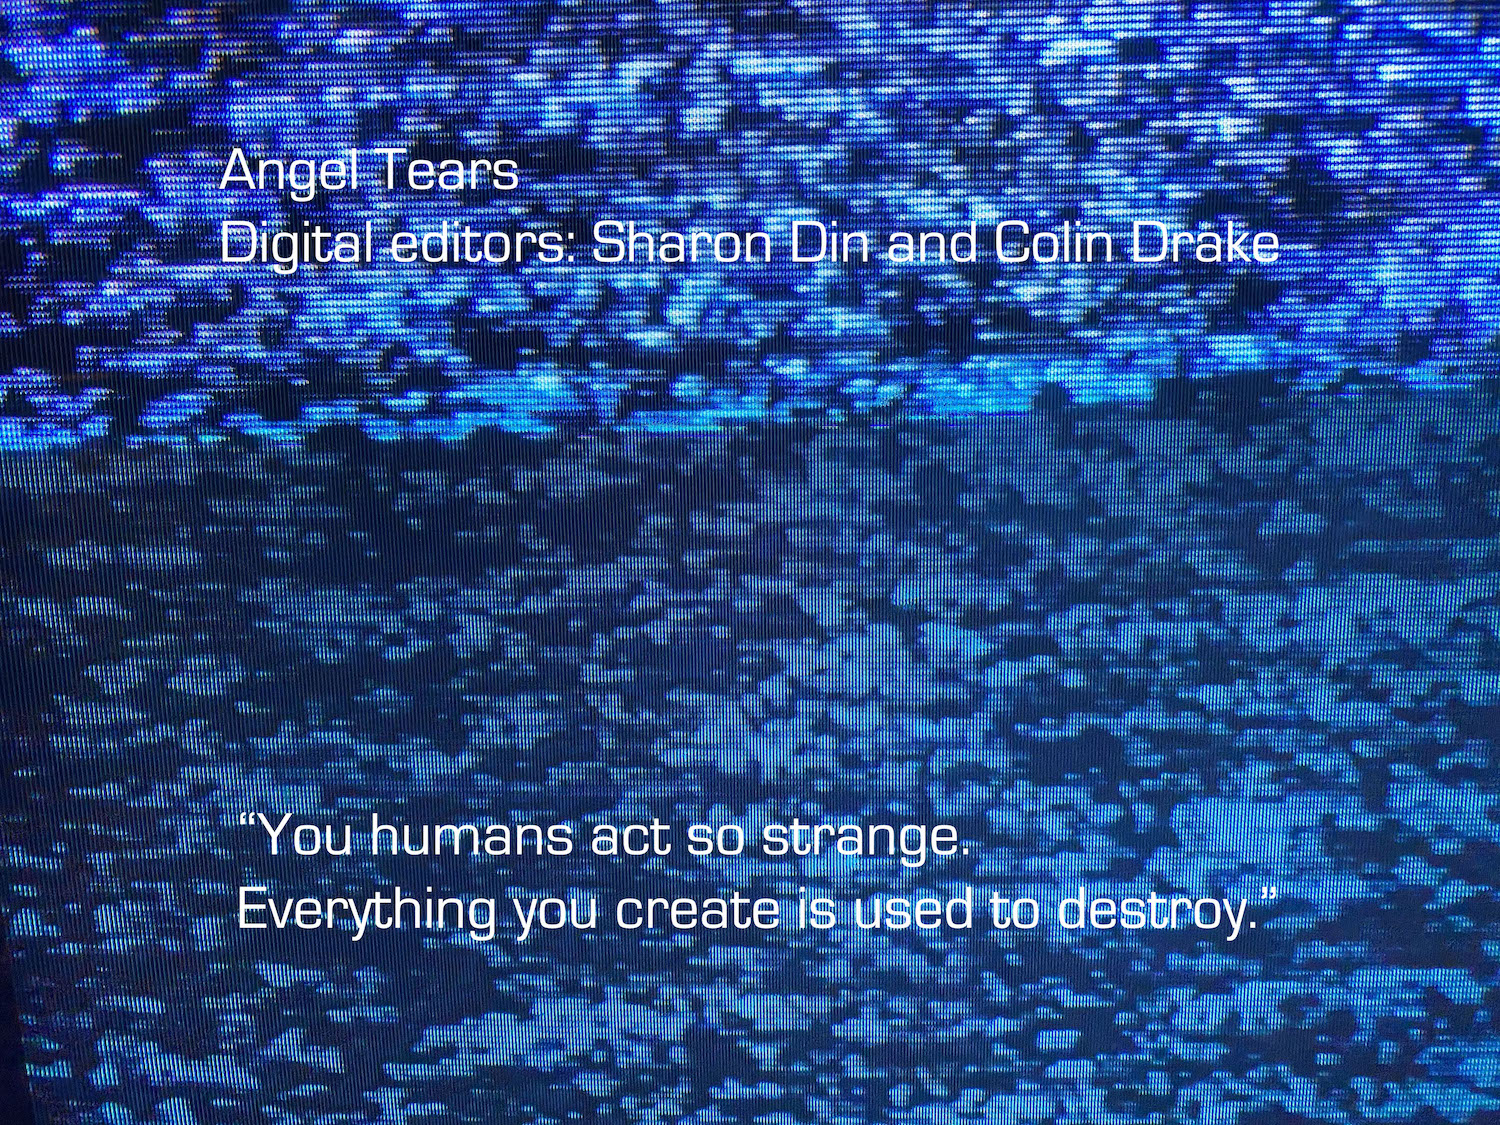 Angel Tears
Digital editors: Sharon Din and Colin Drake
“You humans act so strange.
Everything you create is used to destroy.”